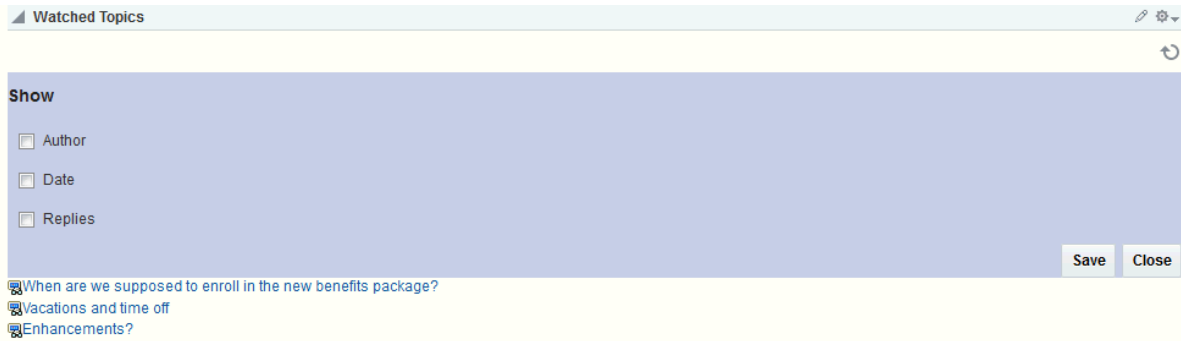 Watched Topics
Show
Author
Date
Replies
Save Close
When are we supposed to enroll in the new benefits package?
Vacations and time off
Enhancements?